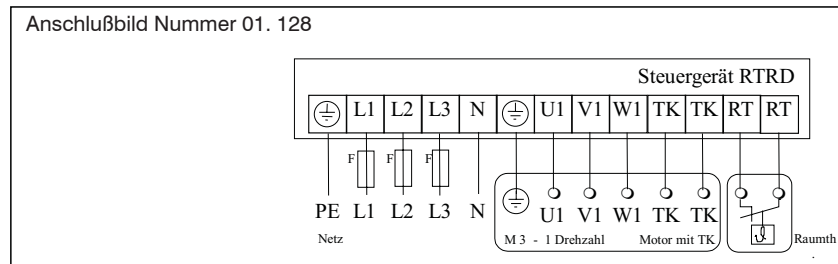 Anschlußbild Nummer 01. 128
Steuergerät RTRD
L1 L2 L3 N U1 V1 W1 TK TK RT RT
F F F
PE L1 L2 L3 N U1 V1 W1 TK TK
Netz M 3 - 1 Drehzahl Motor mit TK Raumth
.